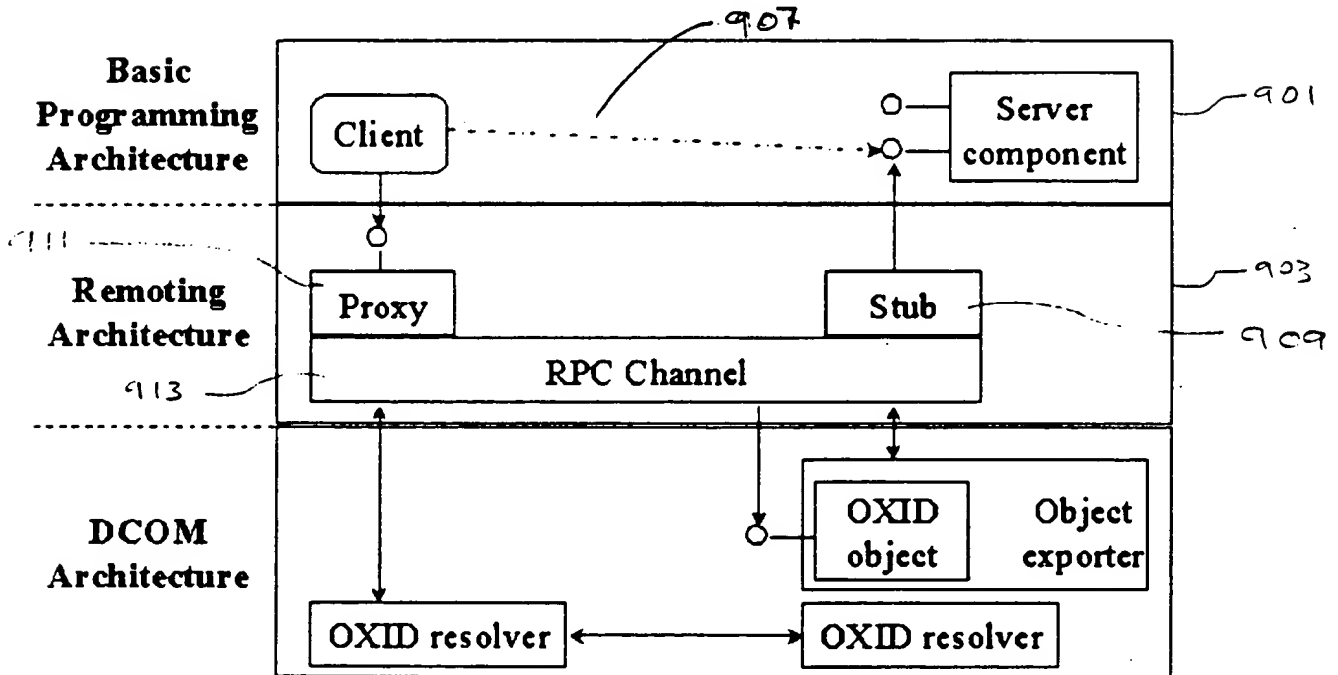 907
Basic
Programming
Architecture
Client
Server
component
901
911
Remoting
Architecture
Proxy
Stub
903
909
RPC Channel
913
DCOM
Architecture
OXID
object
Object
exporter
OXID resolver
OXID resolver